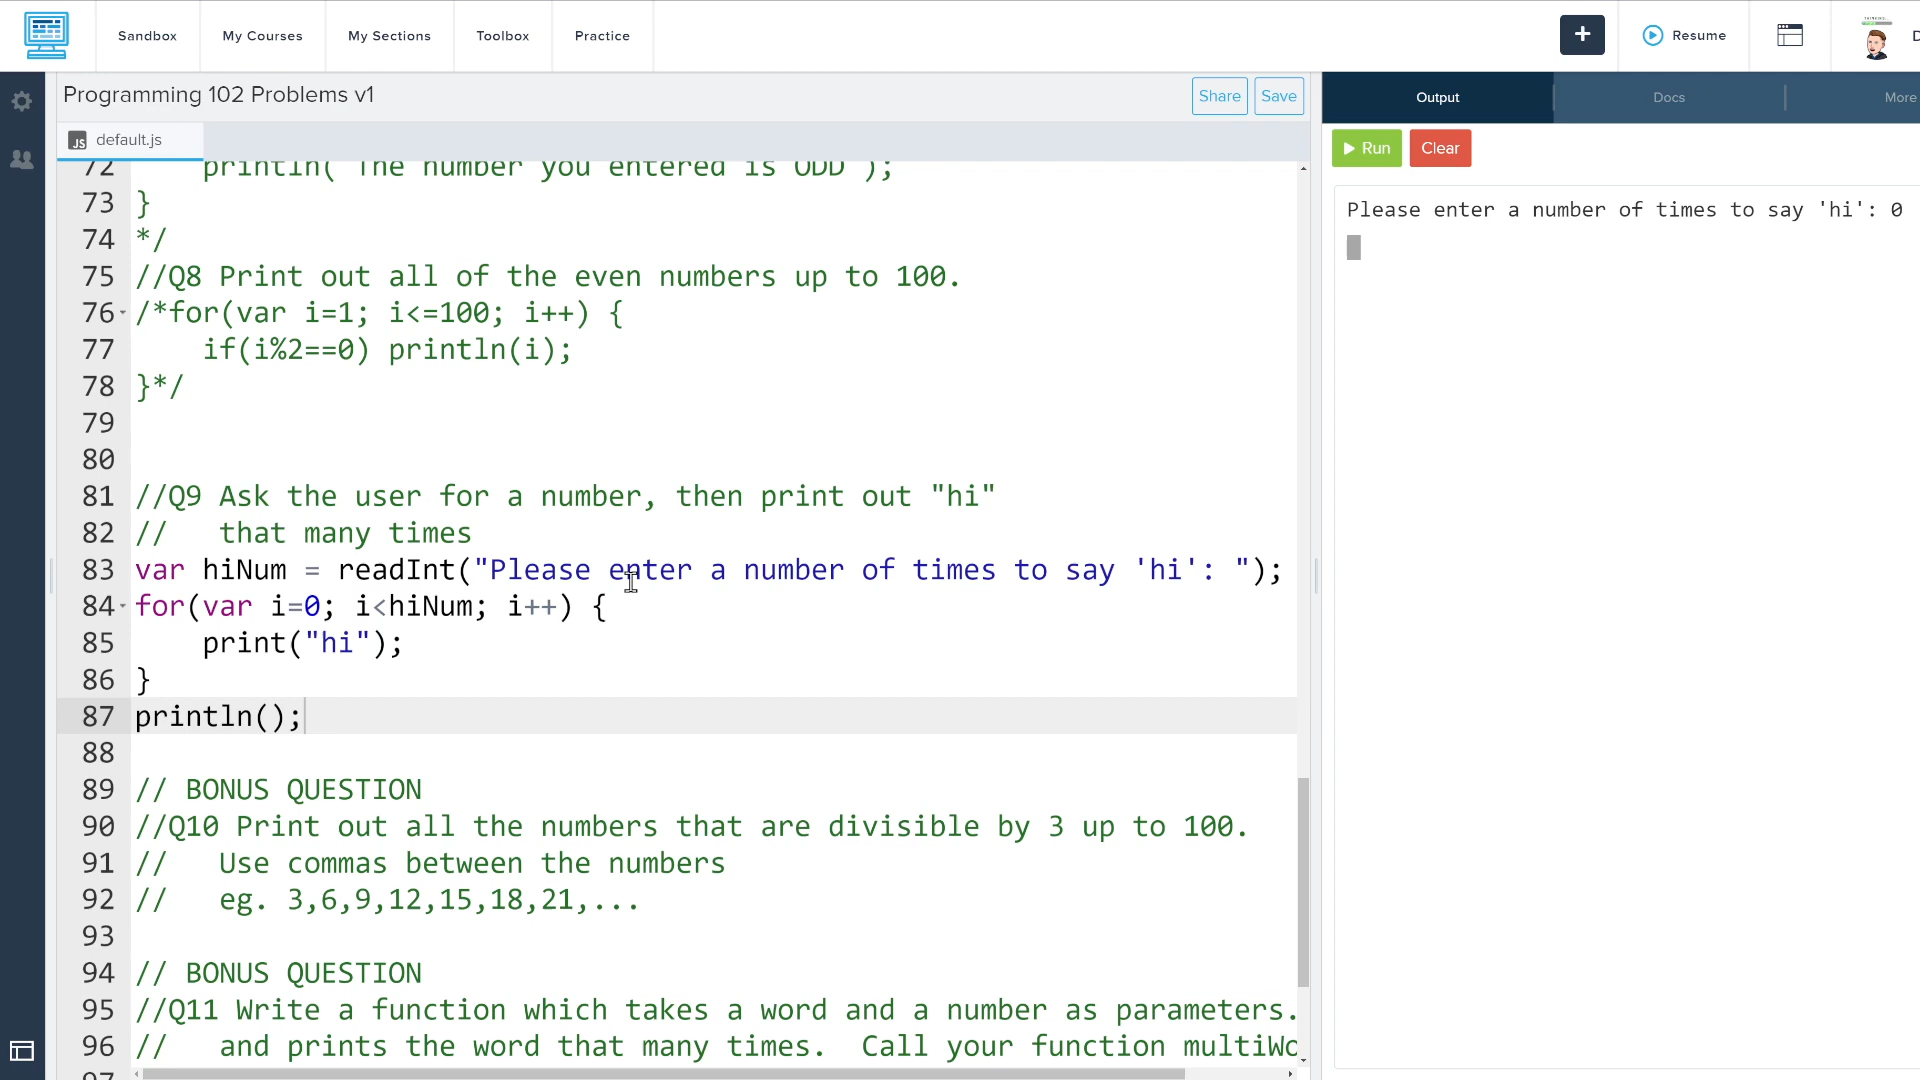 Sandbox
My Courses
My Sections
Toolbox
Practice
+
Resume
Programming 102 Problems v1
Share
Save
JS default.js
72 println("The number you entered is ODD");
73 }
74 */
75 //Q8 Print out all of the even numbers up to 100.
76 /*for(var i=1; i<=100; i++) {
77 if(i%2==0) println(i);
78 }*/
79
80
81 //Q9 Ask the user for a number, then print out "hi"
82 // that many times
83 var hiNum = readInt("Please enter a number of times to say 'hi': ");
84 for(var i=0; i<hiNum; i++) {
85 print("hi");
86 }
87 println();
88
89 // BONUS QUESTION
90 //Q10 Print out all the numbers that are divisible by 3 up to 100.
91 // Use commas between the numbers
92 // eg. 3,6,9,12,15,18,21,...
93
94 // BONUS QUESTION
95 //Q11 Write a function which takes a word and a number as parameters.
96 // and prints the word that many times. Call your function multiWo
97
Output
Docs
More
Run
Clear
Please enter a number of times to say 'hi': 0